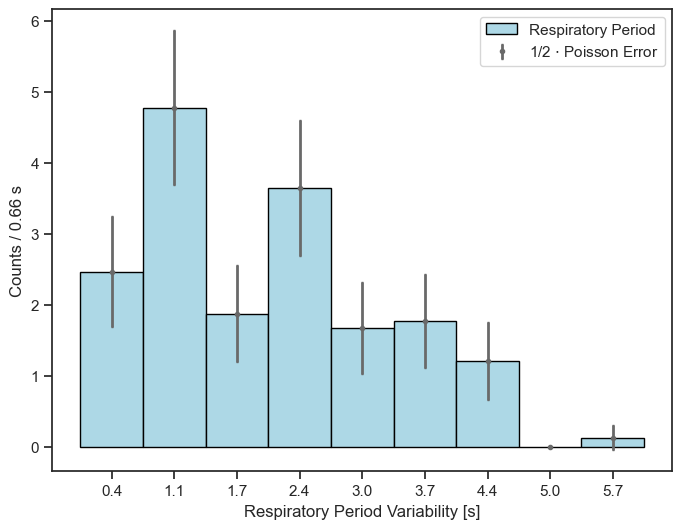 Respiratory Period
1/2 · Poisson Error
Counts / 0.66 s
6
5
4
3
2
1
0
0.4 1.1 1.7 2.4 3.0 3.7 4.4 5.0 5.7
Respiratory Period Variability [s]